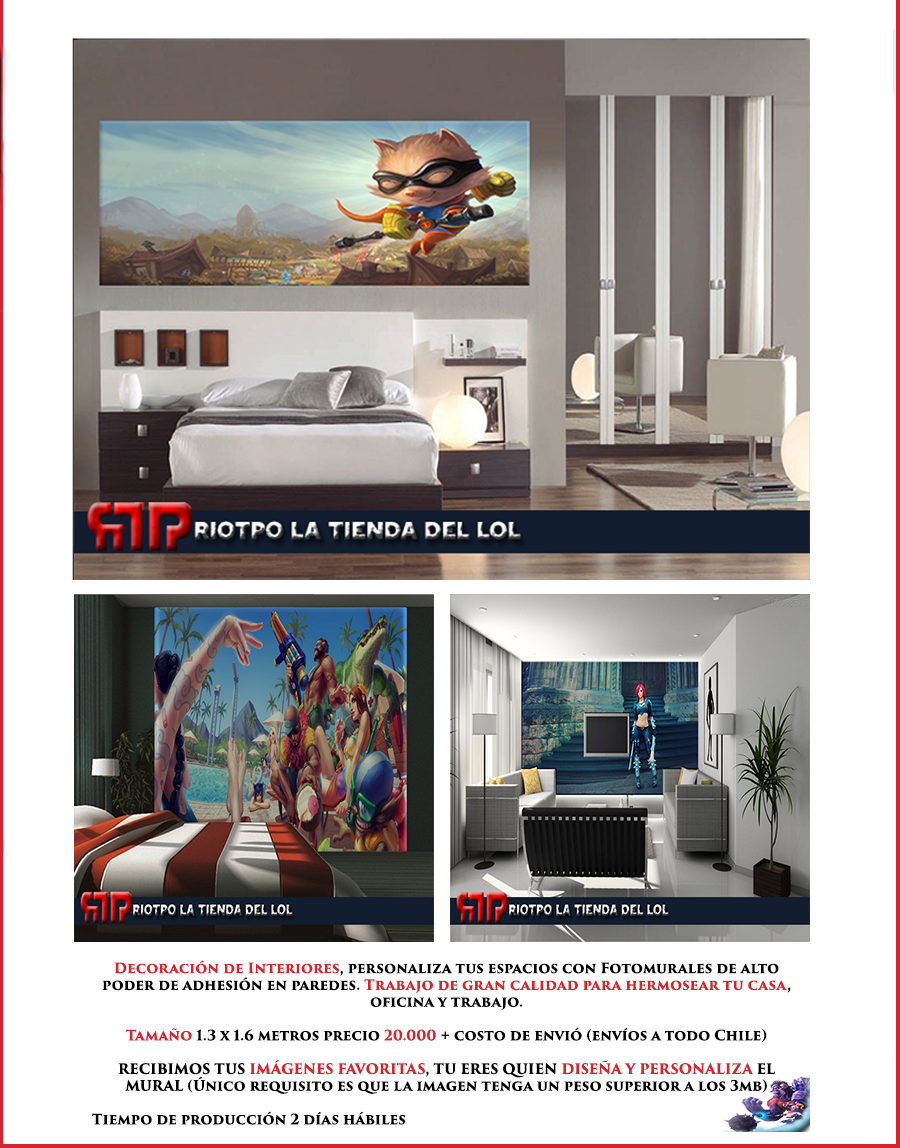 RIOTPO LA TIENDA DEL LOL
RIOTPO LA TIENDA DEL LOL
RIOTPO LA TIENDA DEL LOL
Decoración de Interiores, personaliza tus espacios con Fotomurales de alto
poder de adhesión en paredes. Trabajo de gran calidad para hermosear tu casa,
oficina y trabajo.
Tamaño 1.3 x 1.6 metros precio 20.000 + costo de envió (envíos a todo Chile)
RECIBIMOS TUS IMÁGENES FAVORITAS, TU ERES QUIEN DISEÑA Y PERSONALIZA EL
MURAL (Único requisito es que la imagen tenga un peso superior a los 3mb)
Tiempo de producción 2 días hábiles